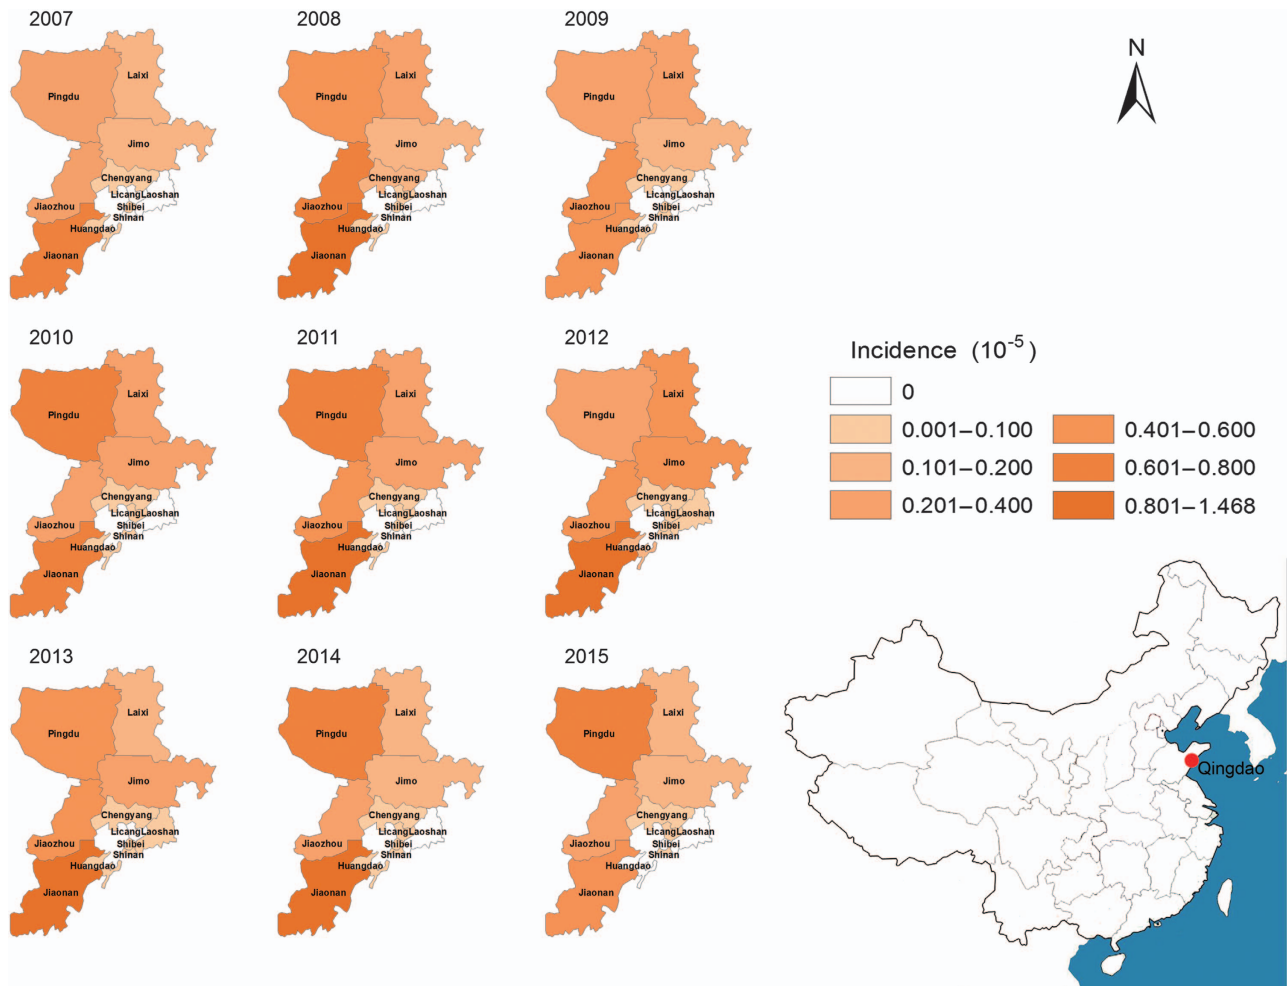 2007
Laixi
Pingdu
Jimo
Chengyang
LicangLaoshan
Jiaozhou
Shibei
Shinan
Huangdao
Jiaonan
2008
Laixi
Pingdu
Jimo
Chengyang
LicangLaoshan
Jiaozhou
Shibei
Shinan
Huangdao
Jiaonan
2009
Laixi
Pingdu
Jimo
Chengyang
LicangLaoshan
Jiaozhou
Shibei
Shinan
Huangdao
Jiaonan
N
2010
Laixi
Pingdu
Jimo
Chengyang
LicangLaoshan
Jiaozhou
Shibei
Shinan
Huangdao
Jiaonan
2011
Laixi
Pingdu
Jimo
Chengyang
LicangLaoshan
Jiaozhou
Shibei
Shinan
Huangdao
Jiaonan
2012
Laixi
Pingdu
Jimo
Chengyang
LicangLaoshan
Jiaozhou
Shibei
Shinan
Huangdao
Jiaonan
Incidence (10⁻⁵)
0
0.001–0.100
0.101–0.200
0.201–0.400
0.401–0.600
0.601–0.800
0.801–1.468
2013
Laixi
Pingdu
Jimo
Chengyang
LicangLaoshan
Jiaozhou
Shibei
Shinan
Huangdao
Jiaonan
2014
Laixi
Pingdu
Jimo
Chengyang
LicangLaoshan
Jiaozhou
Shibei
Shinan
Huangdao
Jiaonan
2015
Laixi
Pingdu
Jimo
Chengyang
LicangLaoshan
Jiaozhou
Shibei
Shinan
Huangdao
Jiaonan
Qingdao